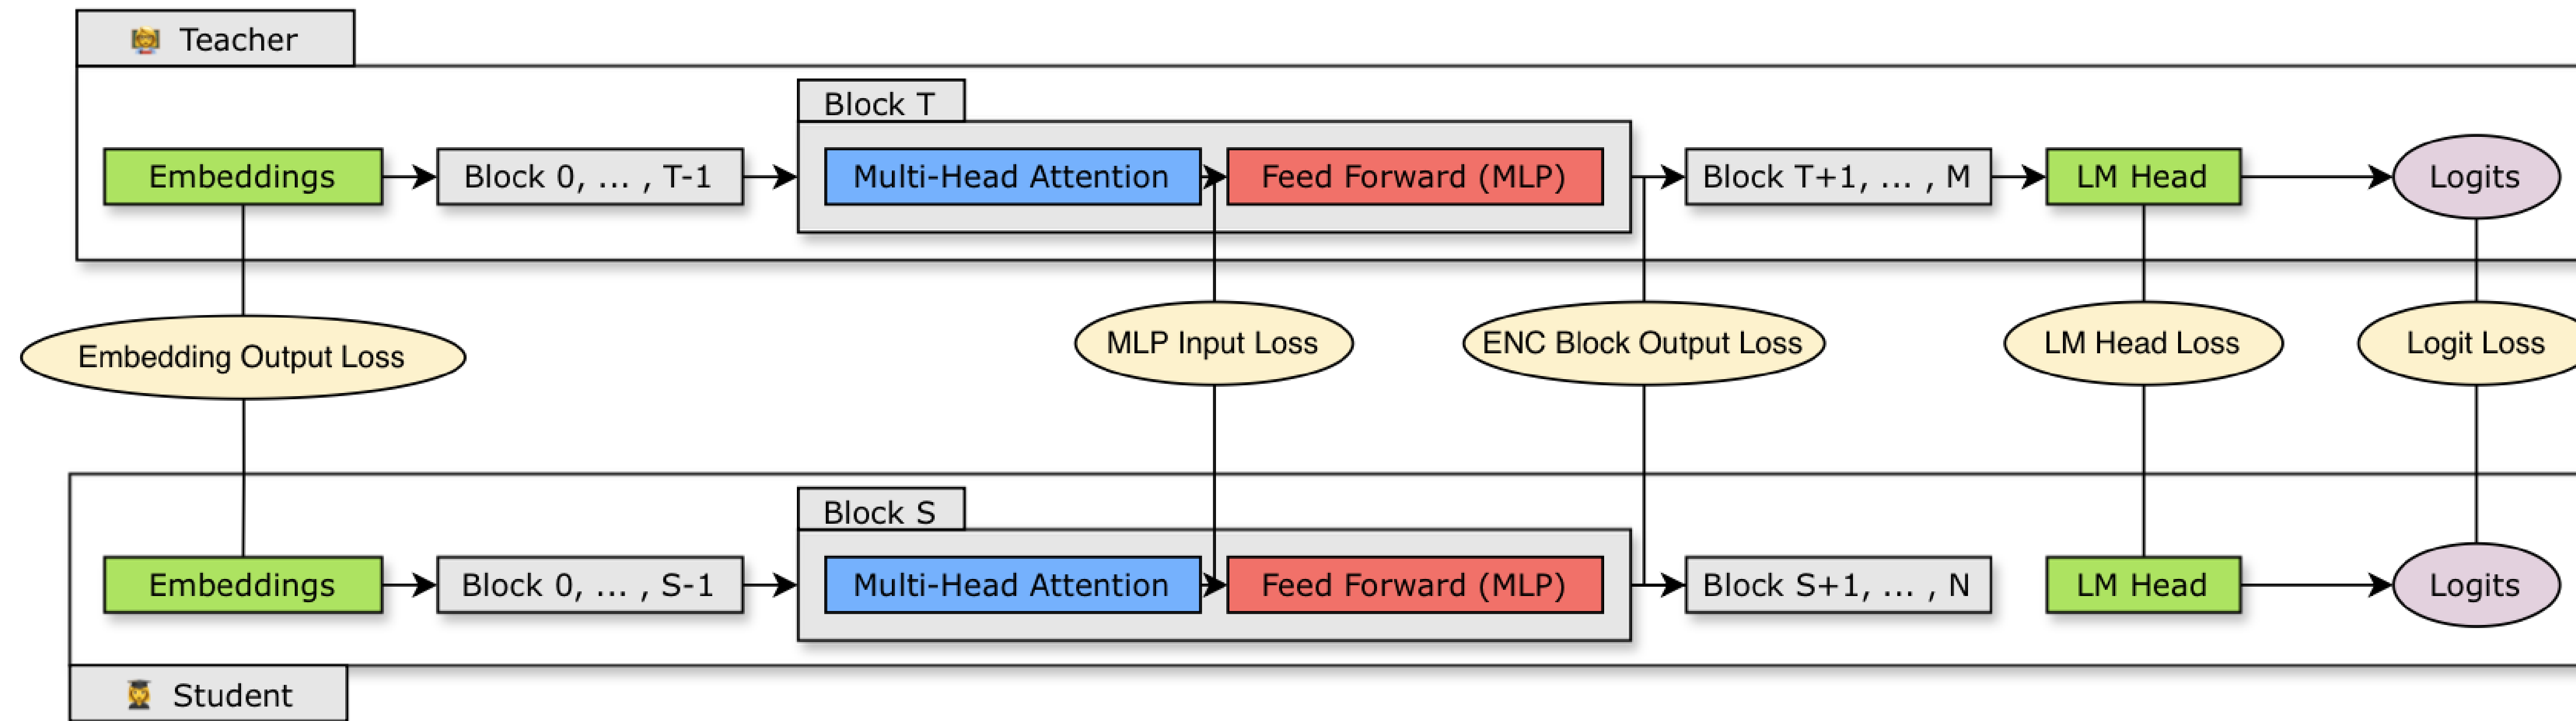 Teacher
Block T
Embeddings
Block 0, ... , T-1
Multi-Head Attention
Feed Forward (MLP)
Block T+1, ... , M
LM Head
Logits
Embedding Output Loss
MLP Input Loss
ENC Block Output Loss
LM Head Loss
Logit Loss
Block S
Embeddings
Block 0, ... , S-1
Multi-Head Attention
Feed Forward (MLP)
Block S+1, ... , N
LM Head
Logits
Student